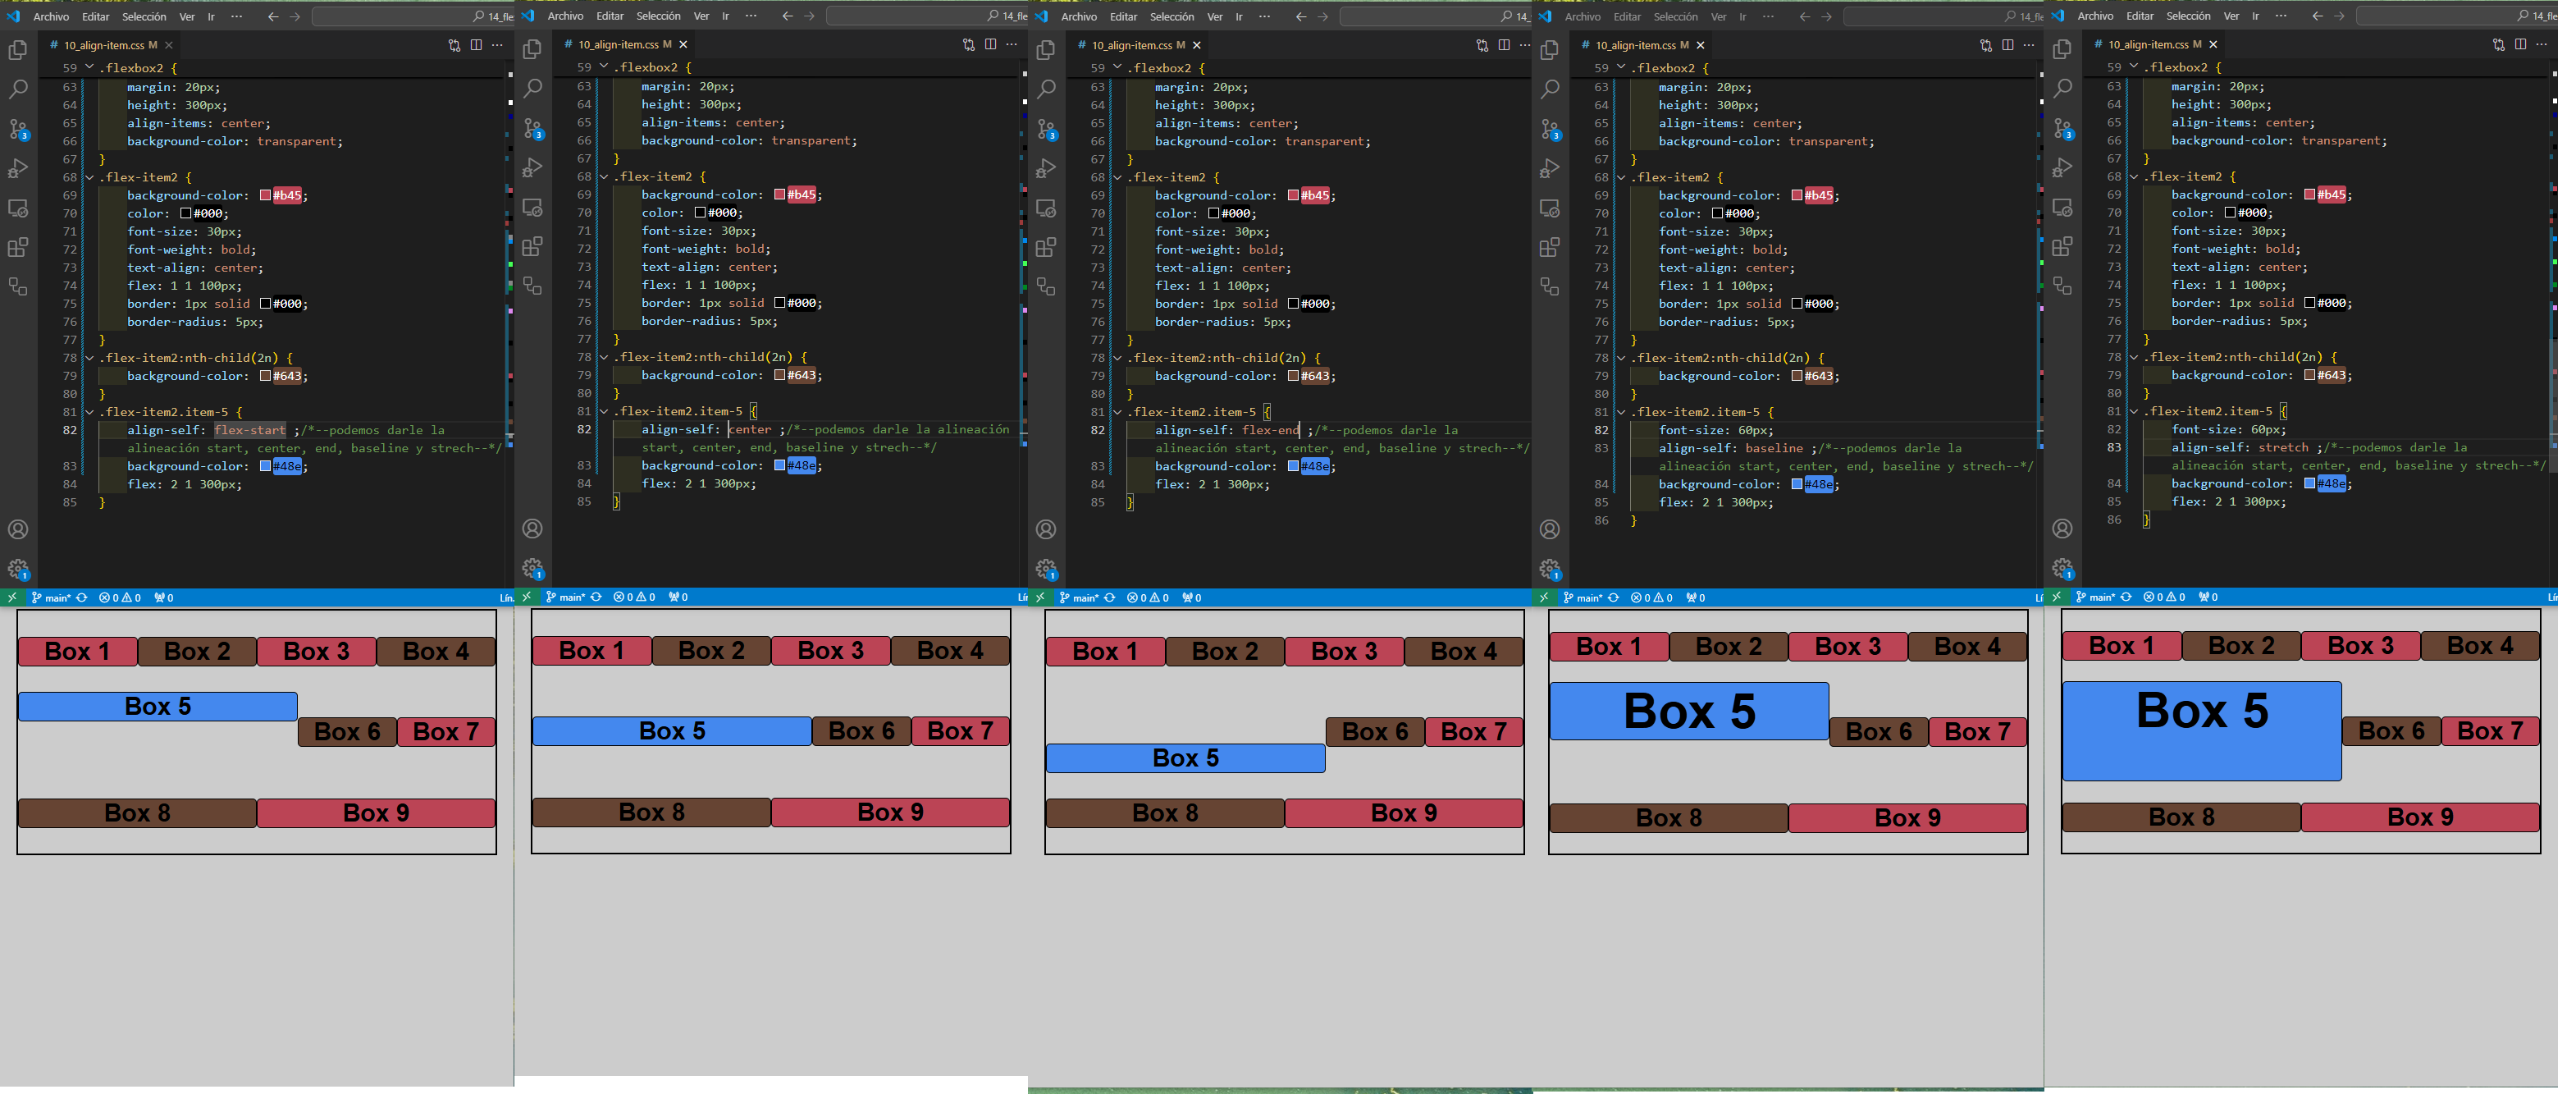 Archivo Editar Selección Ver Ir ··· 14_fle
# 10_align-item.css M
59 .flexbox2 {
63 margin: 20px;
64 height: 300px;
65 align-items: center;
66 background-color: transparent;
67 }
68 .flex-item2 {
69 background-color: #b45;
70 color: #000;
71 font-size: 30px;
72 font-weight: bold;
73 text-align: center;
74 flex: 1 1 100px;
75 border: 1px solid #000;
76 border-radius: 5px;
77 }
78 .flex-item2:nth-child(2n) {
79 background-color: #643;
80 }
81 .flex-item2.item-5 {
82 align-self: flex-start ;/*--podemos darle la
alineación start, center, end, baseline y strech--*/
83 background-color: #48e;
84 flex: 2 1 300px;
85 }
3
1
main* 0 0 0 Lín.
Box 1 Box 2 Box 3 Box 4
Box 5
Box 6 Box 7
Box 8 Box 9
Archivo Editar Selección Ver Ir ··· 14_fle
# 10_align-item.css M
59 .flexbox2 {
63 margin: 20px;
64 height: 300px;
65 align-items: center;
66 background-color: transparent;
67 }
68 .flex-item2 {
69 background-color: #b45;
70 color: #000;
71 font-size: 30px;
72 font-weight: bold;
73 text-align: center;
74 flex: 1 1 100px;
75 border: 1px solid #000;
76 border-radius: 5px;
77 }
78 .flex-item2:nth-child(2n) {
79 background-color: #643;
80 }
81 .flex-item2.item-5 {
82 align-self: center ;/*--podemos darle la alineación
start, center, end, baseline y strech--*/
83 background-color: #48e;
84 flex: 2 1 300px;
85 }
3
1
main* 0 0 0 Lín
Box 1 Box 2 Box 3 Box 4
Box 5 Box 6 Box 7
Box 8 Box 9
Archivo Editar Selección Ver Ir ··· 14_
# 10_align-item.css M
59 .flexbox2 {
63 margin: 20px;
64 height: 300px;
65 align-items: center;
66 background-color: transparent;
67 }
68 .flex-item2 {
69 background-color: #b45;
70 color: #000;
71 font-size: 30px;
72 font-weight: bold;
73 text-align: center;
74 flex: 1 1 100px;
75 border: 1px solid #000;
76 border-radius: 5px;
77 }
78 .flex-item2:nth-child(2n) {
79 background-color: #643;
80 }
81 .flex-item2.item-5 {
82 align-self: flex-end ;/*--podemos darle la
alineación start, center, end, baseline y strech--*/
83 background-color: #48e;
84 flex: 2 1 300px;
85 }
3
1
main* 0 0 0
Box 1 Box 2 Box 3 Box 4
Box 6 Box 7
Box 5
Box 8 Box 9
Archivo Editar Selección Ver Ir ··· 14_fle
# 10_align-item.css M
59 .flexbox2 {
63 margin: 20px;
64 height: 300px;
65 align-items: center;
66 background-color: transparent;
67 }
68 .flex-item2 {
69 background-color: #b45;
70 color: #000;
71 font-size: 30px;
72 font-weight: bold;
73 text-align: center;
74 flex: 1 1 100px;
75 border: 1px solid #000;
76 border-radius: 5px;
77 }
78 .flex-item2:nth-child(2n) {
79 background-color: #643;
80 }
81 .flex-item2.item-5 {
82 font-size: 60px;
83 align-self: baseline ;/*--podemos darle la
alineación start, center, end, baseline y strech--*/
84 background-color: #48e;
85 flex: 2 1 300px;
86 }
3
1
main* 0 0 0 Lí
Box 1 Box 2 Box 3 Box 4
Box 5
Box 6 Box 7
Box 8 Box 9
Archivo Editar Selección Ver Ir ··· 14_fle
# 10_align-item.css M
59 .flexbox2 {
63 margin: 20px;
64 height: 300px;
65 align-items: center;
66 background-color: transparent;
67 }
68 .flex-item2 {
69 background-color: #b45;
70 color: #000;
71 font-size: 30px;
72 font-weight: bold;
73 text-align: center;
74 flex: 1 1 100px;
75 border: 1px solid #000;
76 border-radius: 5px;
77 }
78 .flex-item2:nth-child(2n) {
79 background-color: #643;
80 }
81 .flex-item2.item-5 {
82 font-size: 60px;
83 align-self: stretch ;/*--podemos darle la
alineación start, center, end, baseline y strech--*/
84 background-color: #48e;
85 flex: 2 1 300px;
86 }
3
1
main* 0 0 0 Lín
Box 1 Box 2 Box 3 Box 4
Box 5
Box 6 Box 7
Box 8 Box 9